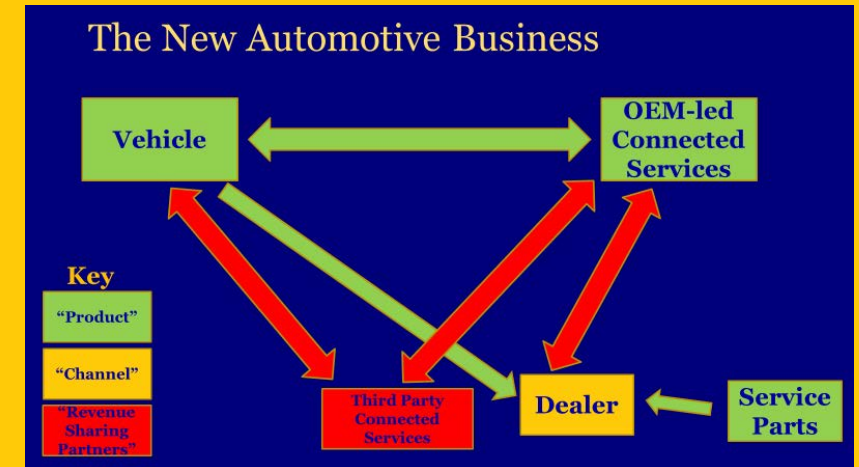 The New Automotive Business
Vehicle
OEM-led
Connected
Services
Key
“Product”
“Channel”
“Revenue
Sharing
Partners”
Third Party
Connected
Services
Dealer
Service
Parts